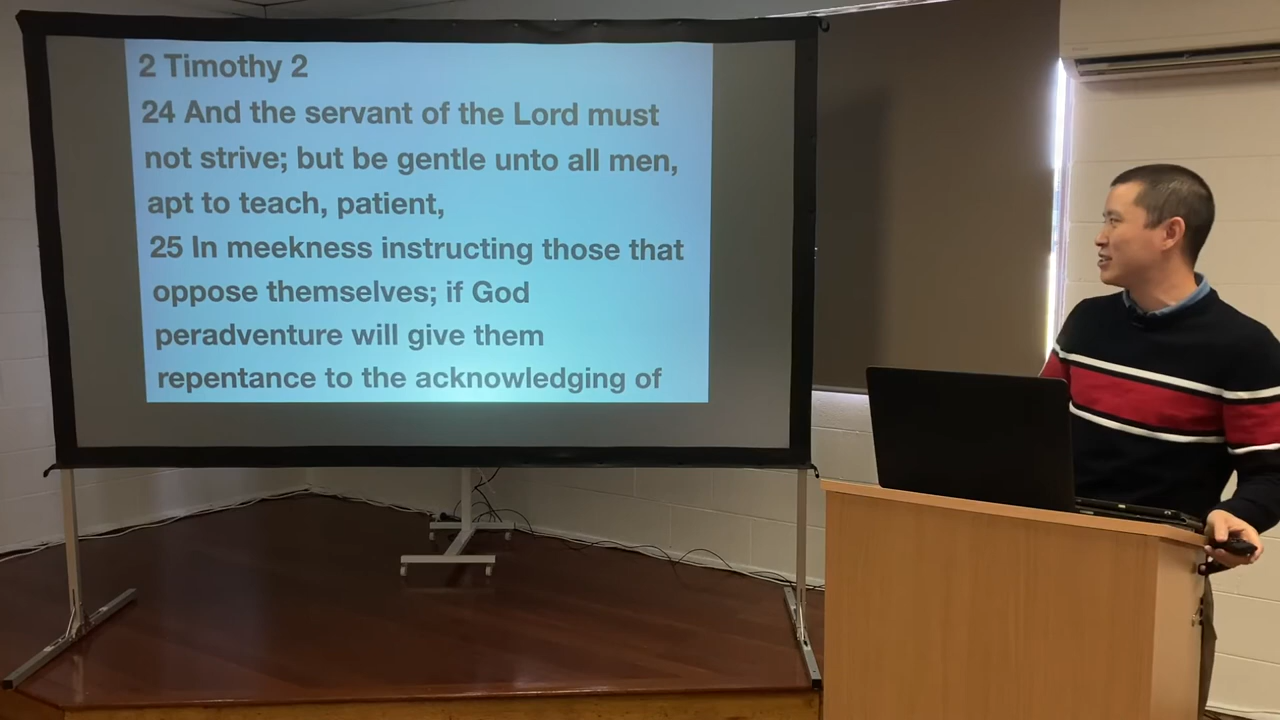 2 Timothy 2
24 And the servant of the Lord must
not strive; but be gentle unto all men,
apt to teach, patient,
25 In meekness instructing those that
oppose themselves; if God
peradventure will give them
repentance to the acknowledging of